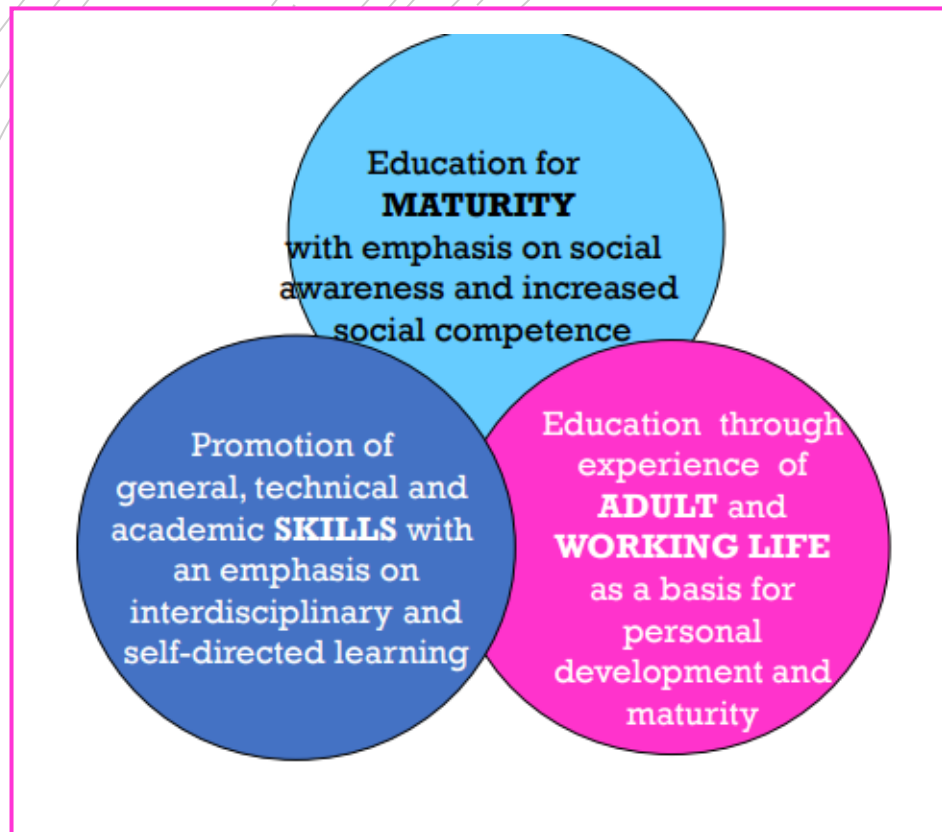 Education for
MATURITY
with emphasis on social
awareness and increased
social competence
Promotion of
general, technical and
academic SKILLS with
an emphasis on
interdisciplinary and
self-directed learning
Education through
experience of
ADULT and
WORKING LIFE
as a basis for
personal
development and
maturity